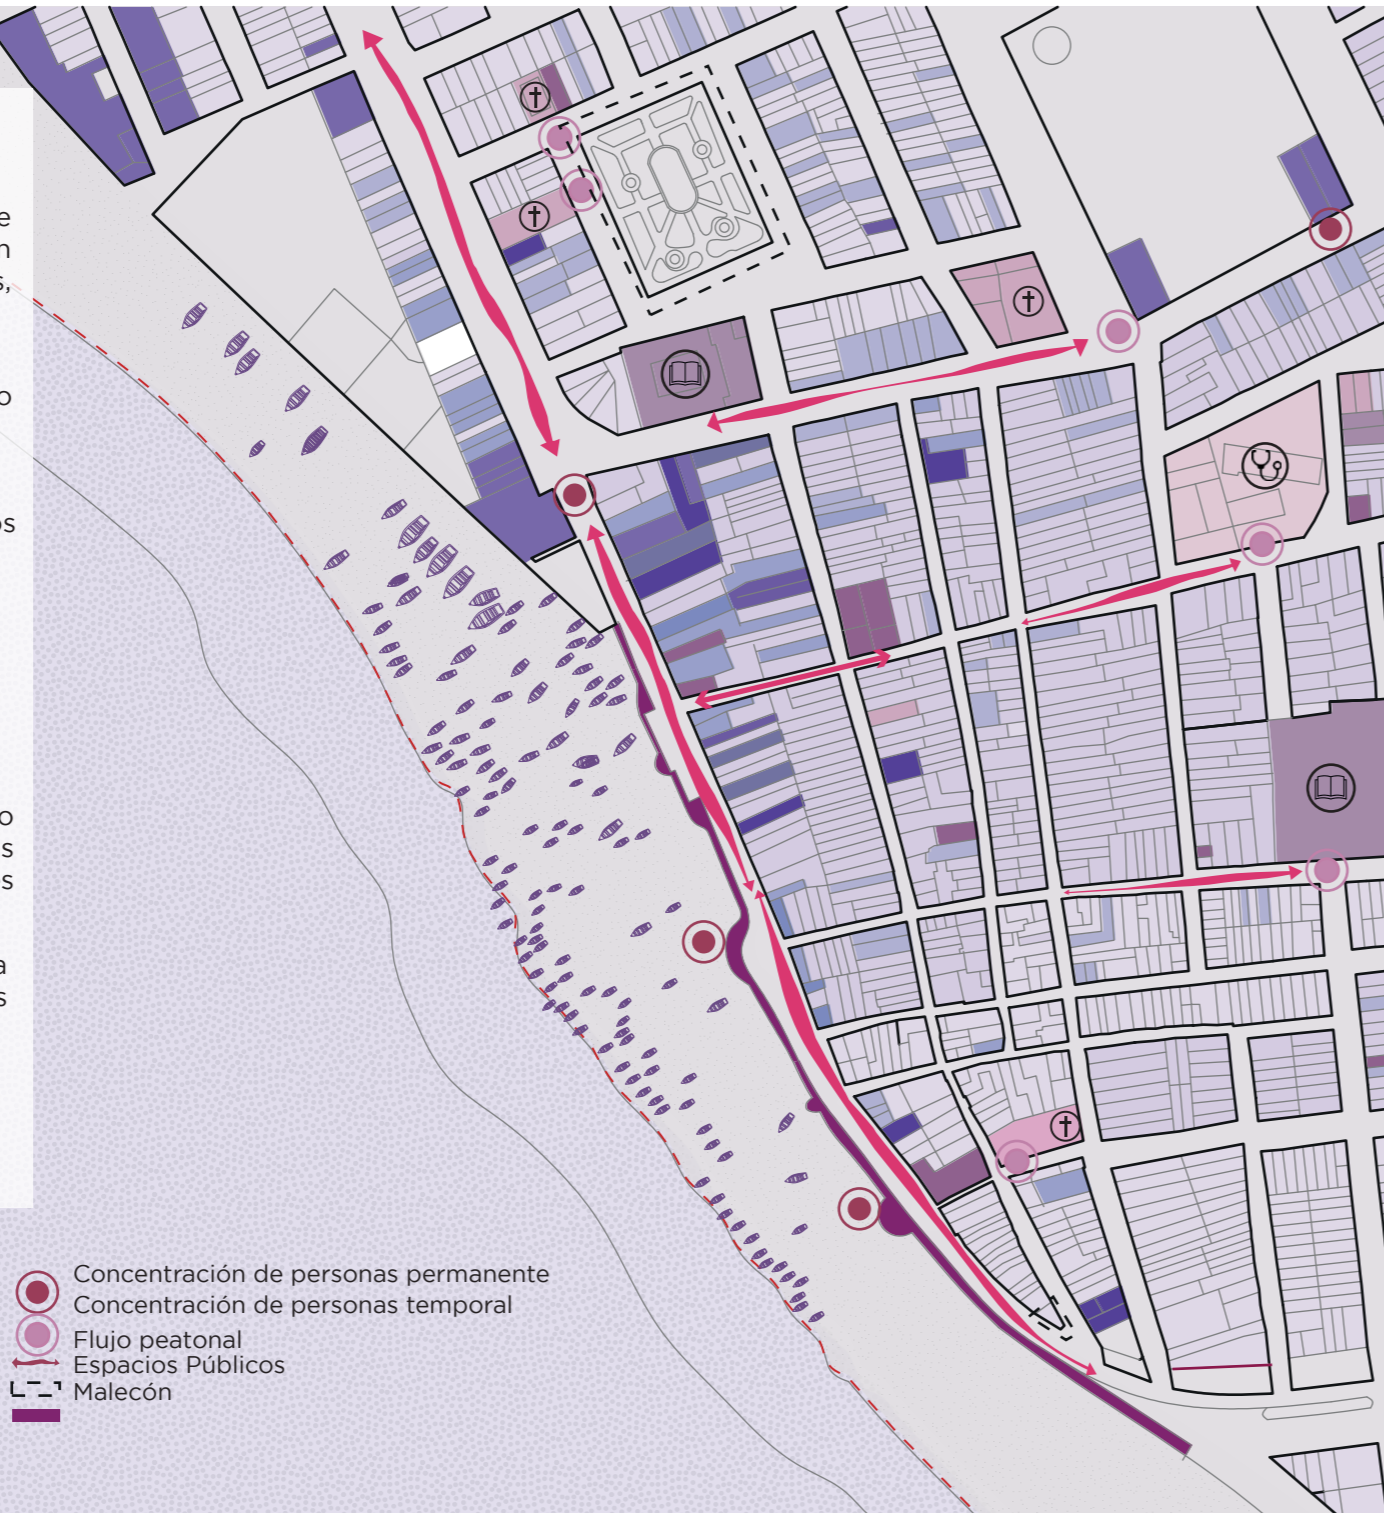 Concentración de personas permanente
Concentración de personas temporal
Flujo peatonal
Espacios Públicos
Malecón